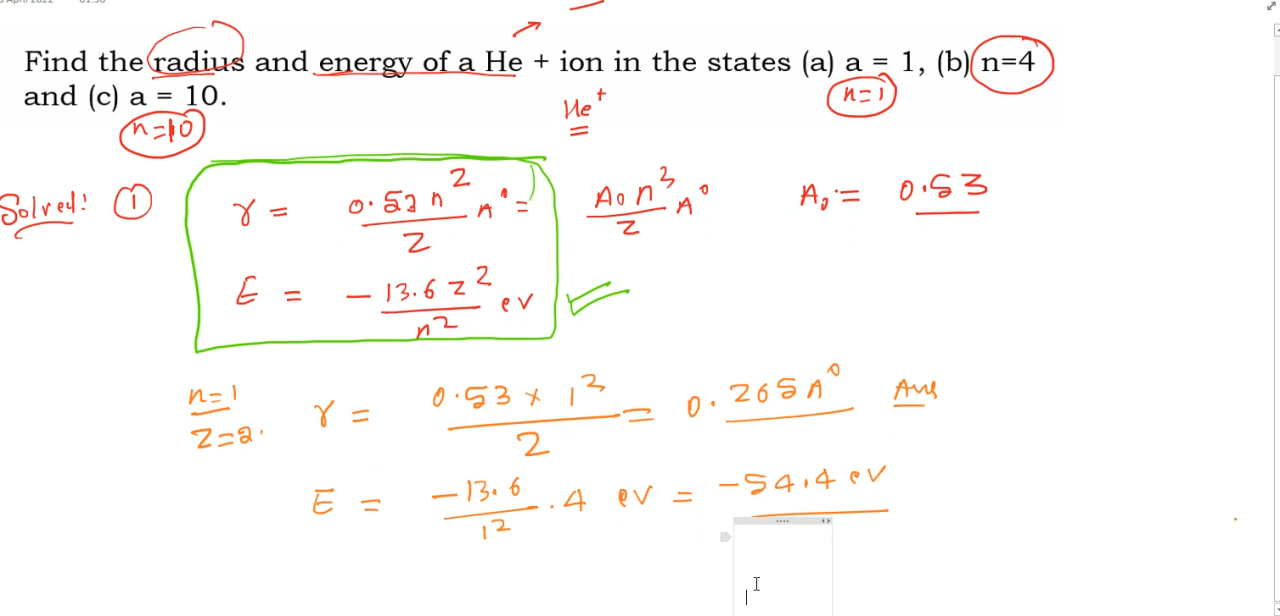 Find the radius and energy of a He + ion in the states (a) a = 1, (b) n=4
and (c) a = 10.
n=1
He+
n=10
Solved! ①
r = 0.53 n² / Z A° = A₀ n² / Z A° A₀ = 0.53
E = − 13.6 Z² / n² eV
n=1
Z=2.
r = 0.53 × 1² / 2 = 0.265 A° Ans
E = −13.6 / 1² . 4 eV = −54.4 eV